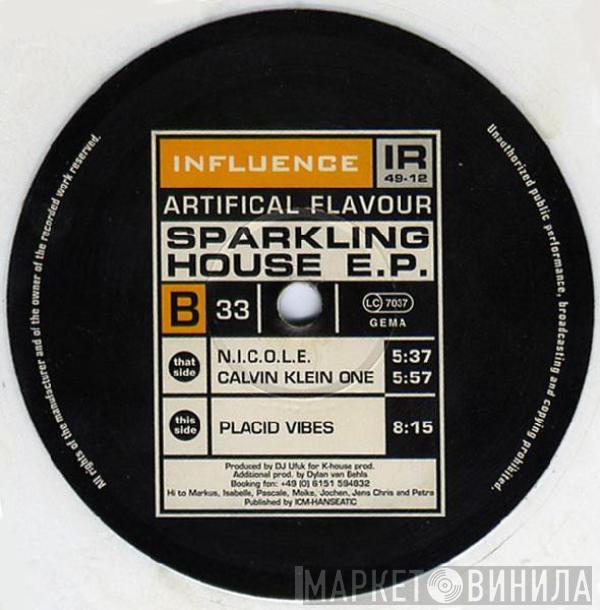 INFLUENCE
IR
49-12
ARTIFICAL FLAVOUR
SPARKLING
HOUSE E.P.
B
33
LC 7037
GEMA
that side
N.I.C.O.L.E. 5:37
CALVIN KLEIN ONE 5:57
this side
PLACID VIBES 8:15
Produced by DJ Ufuk for K-house prod.
Additional prod. by Dylan van Behls
Booking fon: +49 (0) 6151 594832
Hi to Markus, Isabelle, Pascale, Meike, Jochen, Jens Chris and Petra
Published by ICM-HANSEATIC
All rights of the manufacturer and of the owner of the recorded work reserved.
Unauthorized public performance, broadcasting and copying prohibited.
МАРКЕТ ВИНИЛА